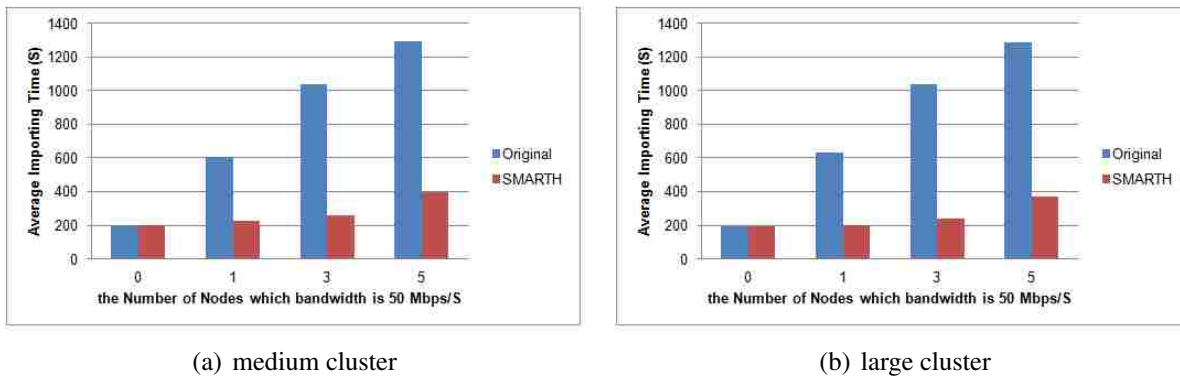 1400
1200
1000
800
600
400
200
0
Average Importing Time (S)
0 1 3 5
the Number of Nodes which bandwidth is 50 Mbps/S
Original
SMARTH
(a) medium cluster
1400
1200
1000
800
600
400
200
0
Average Importing Time (S)
0 1 3 5
the Number of Nodes which bandwidth is 50 Mbps/S
Original
SMARTH
(b) large cluster